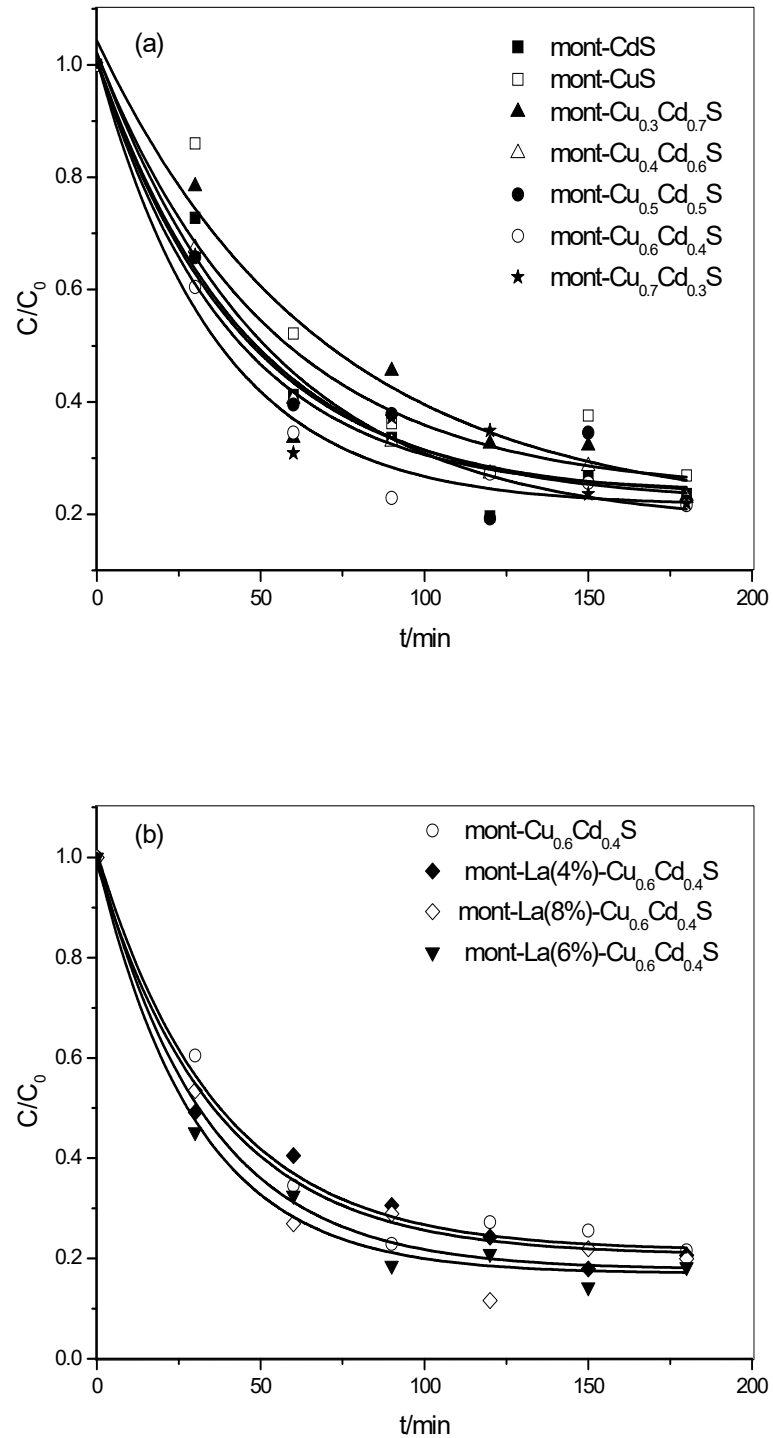 (a)
mont-CdS
mont-CuS
mont-Cu0.3Cd0.7S
mont-Cu0.4Cd0.6S
mont-Cu0.5Cd0.5S
mont-Cu0.6Cd0.4S
mont-Cu0.7Cd0.3S
C/C0
1.0
0.8
0.6
0.4
0.2
0 50 100 150 200
t/min
(b)
mont-Cu0.6Cd0.4S
mont-La(4%)-Cu0.6Cd0.4S
mont-La(8%)-Cu0.6Cd0.4S
mont-La(6%)-Cu0.6Cd0.4S
C/C0
1.0
0.8
0.6
0.4
0.2
0.0
0 50 100 150 200
t/min